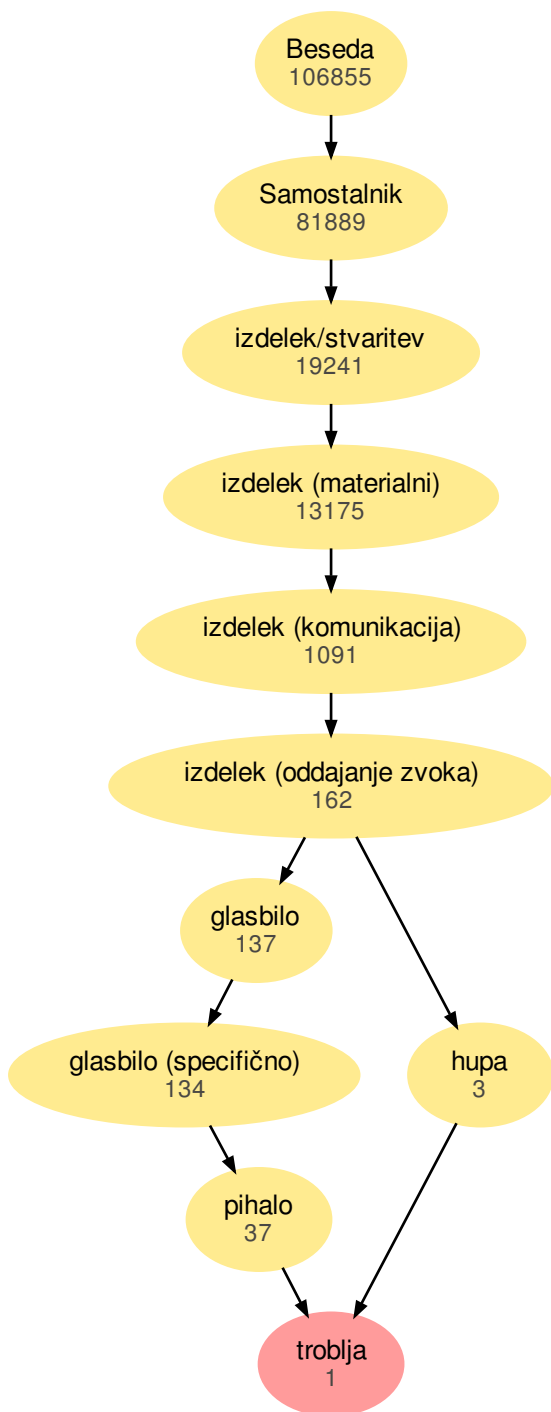 Beseda
106855
Samostalnik
81889
izdelek/stvaritev
19241
izdelek (materialni)
13175
izdelek (komunikacija)
1091
izdelek (oddajanje zvoka)
162
glasbilo
137
glasbilo (specifično)
134
hupa
3
pihalo
37
troblja
1